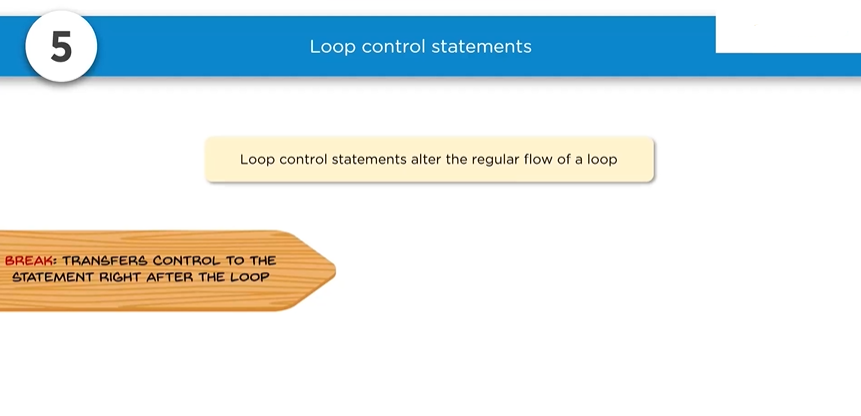 5
Loop control statements
Loop control statements alter the regular flow of a loop
BREAK: TRANSFERS CONTROL TO THE
STATEMENT RIGHT AFTER THE LOOP